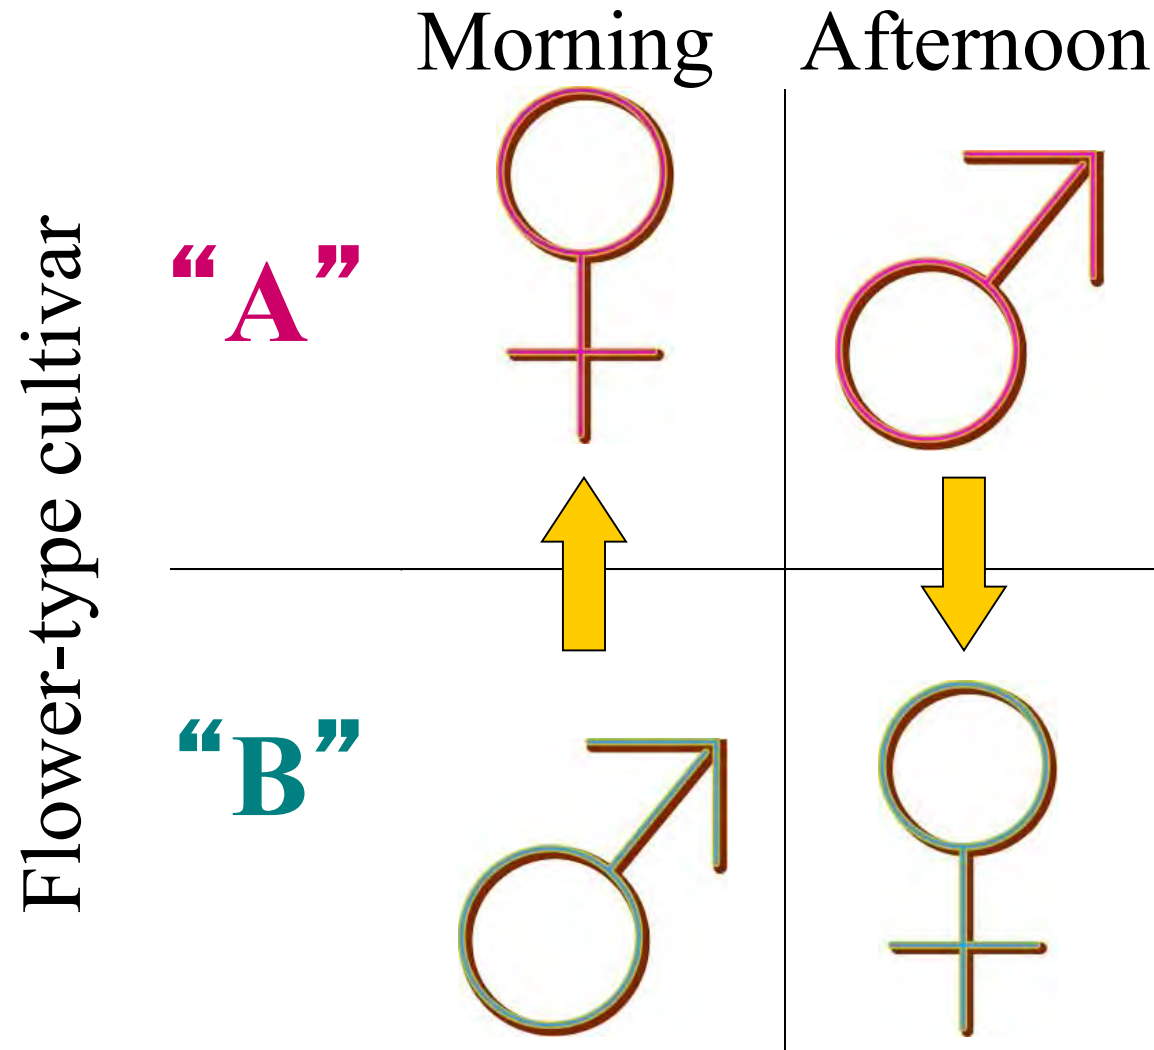 Morning
Afternoon
Flower-type cultivar
“A”
“B”